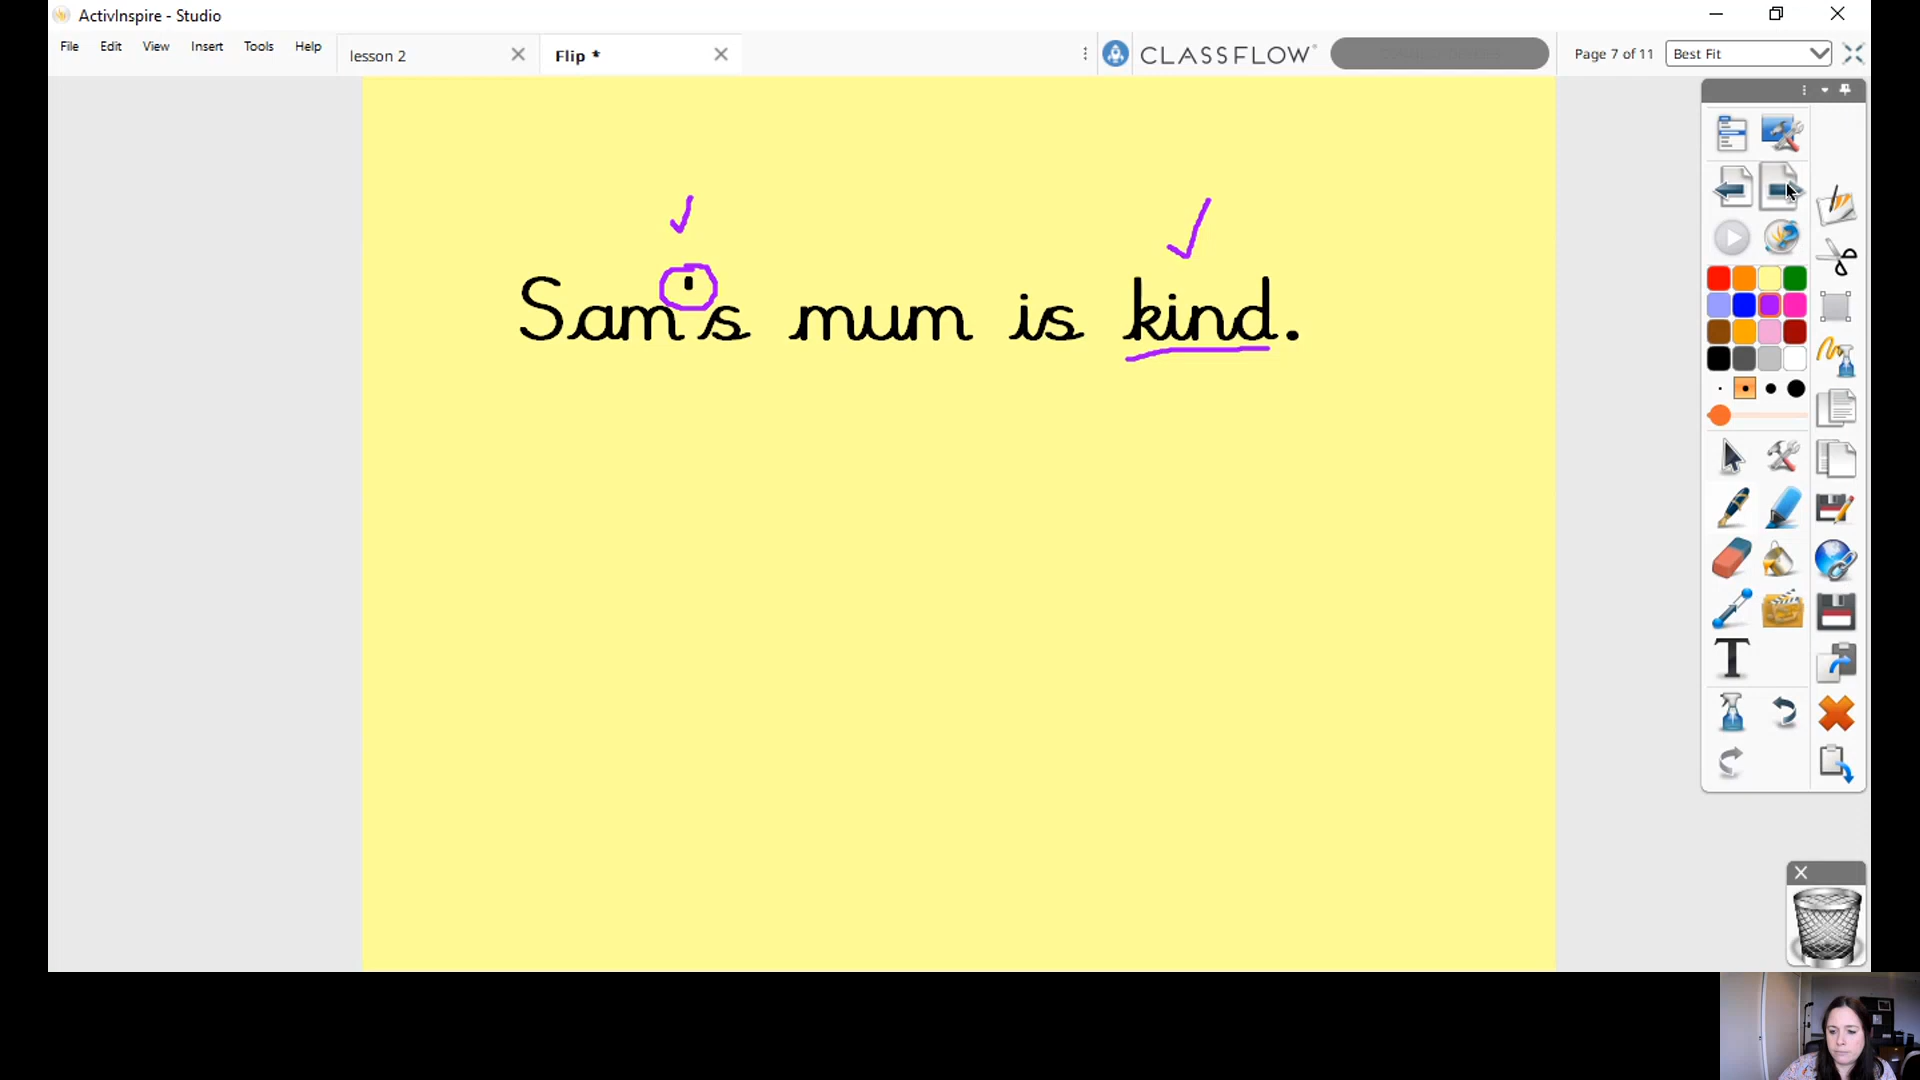 ActivInspire - Studio
File Edit View Insert Tools Help
lesson 2
Flip *
CLASSFLOW
Page 7 of 11
Best Fit
Sam's mum is kind.
T